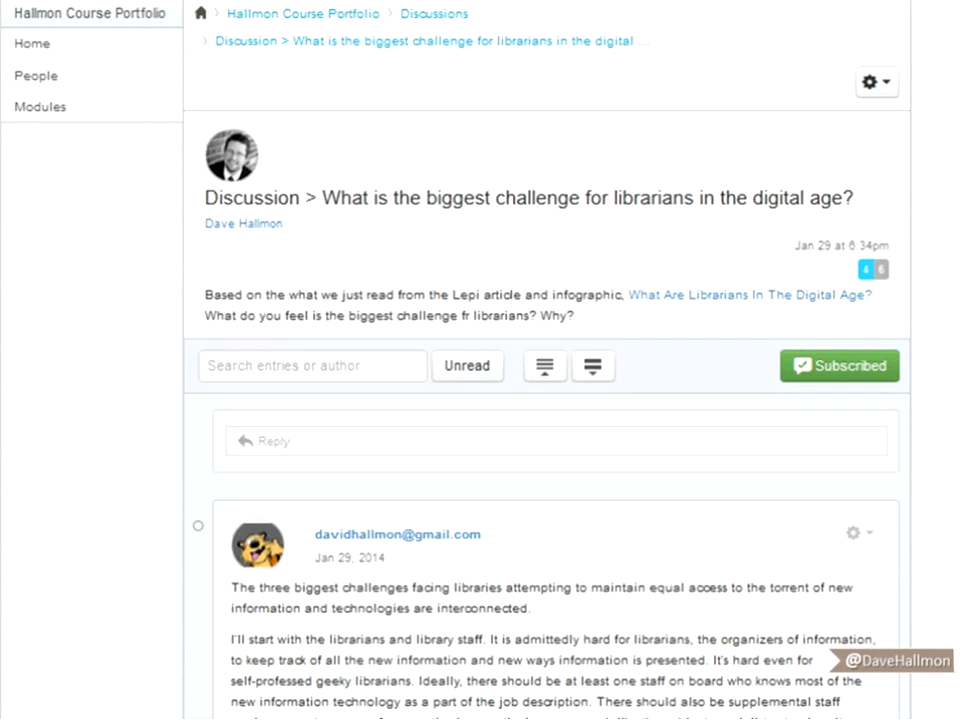 Hallmon Course Portfolio
Home
People
Modules
Hallmon Course Portfolio > Discussions
> Discussion > What is the biggest challenge for librarians in the digital ...
Discussion > What is the biggest challenge for librarians in the digital age?
Dave Hallmon
Jan 29 at 6 34pm
4 6
Based on the what we just read from the Lepi article and infographic, What Are Librarians In The Digital Age?
What do you feel is the biggest challenge fr librarians? Why?
Search entries or author
Unread
Subscribed
Reply
davidhallmon@gmail.com
Jan 29, 2014
The three biggest challenges facing libraries attempting to maintain equal access to the torrent of new
information and technologies are interconnected.
I'll start with the librarians and library staff. It is admittedly hard for librarians, the organizers of information,
to keep track of all the new information and new ways information is presented. It's hard even for
@DaveHallmon
self-professed geeky librarians. Ideally, there should be at least one staff on board who knows most of the
new information technology as a part of the job description. There should also be supplemental staff